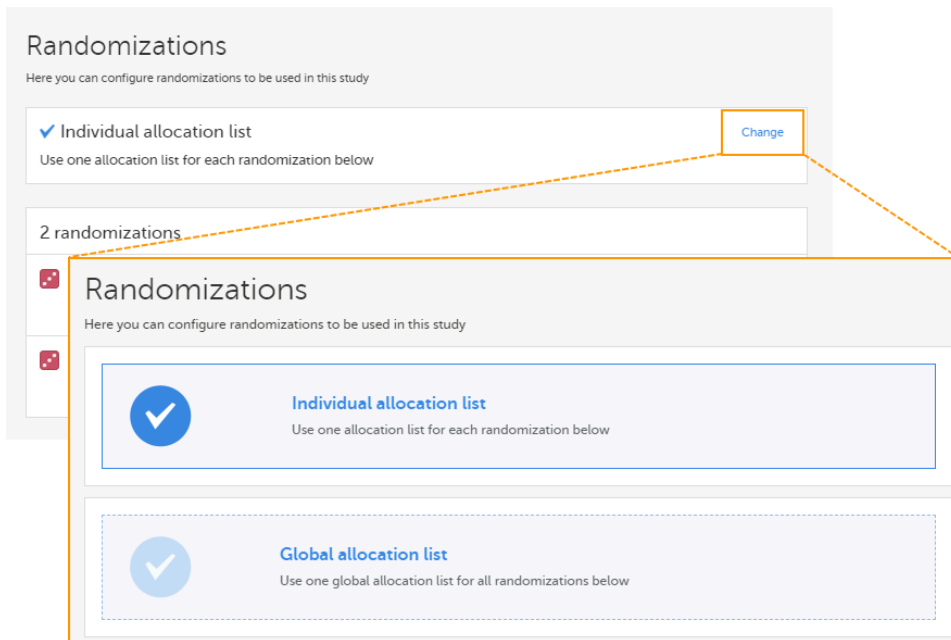 Randomizations
Here you can configure randomizations to be used in this study
Individual allocation list
Change
Use one allocation list for each randomization below
2 randomizations
Randomizations
Here you can configure randomizations to be used in this study
Individual allocation list
Use one allocation list for each randomization below
Global allocation list
Use one global allocation list for all randomizations below